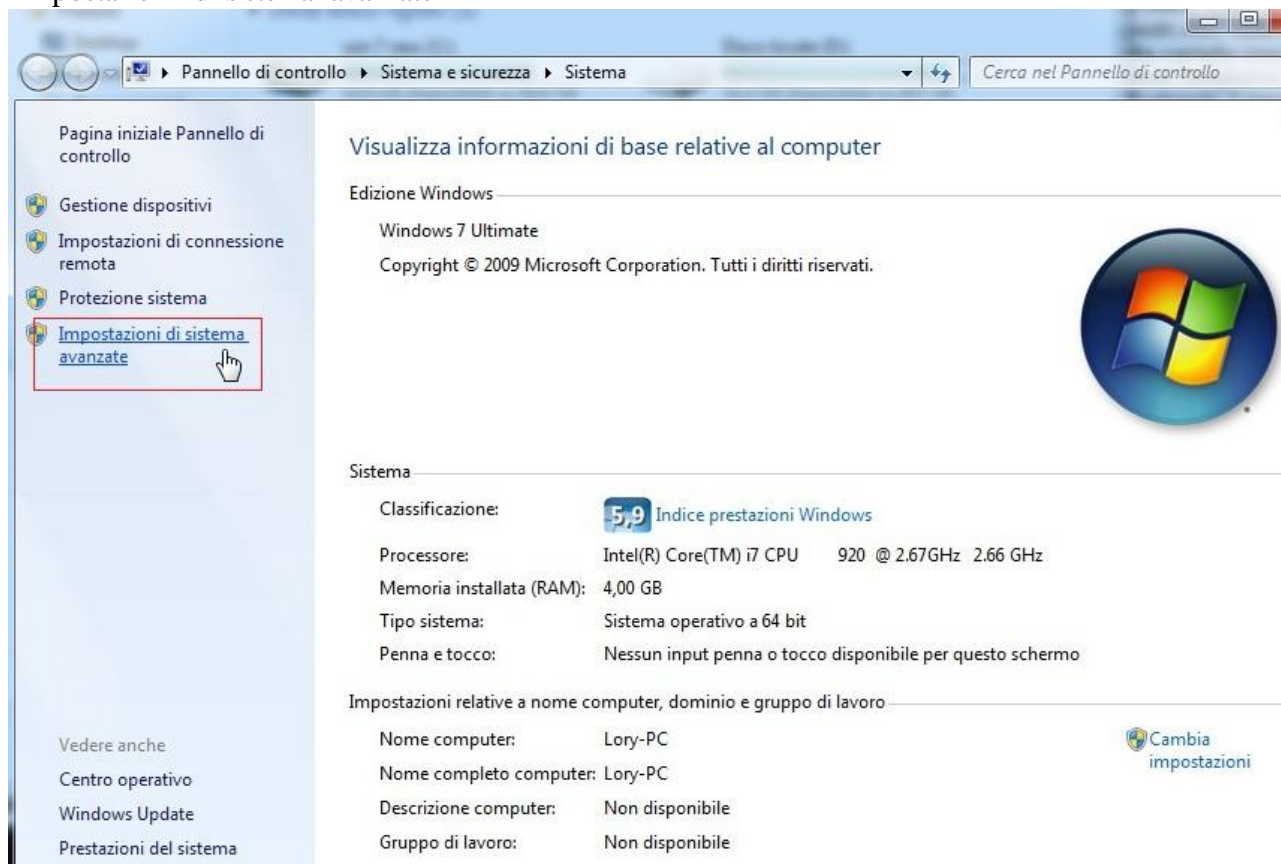 Pannello di controllo Sistema e sicurezza Sistema
Cerca nel Pannello di controllo
Pagina iniziale Pannello di
controllo
Gestione dispositivi
Impostazioni di connessione
remota
Protezione sistema
Impostazioni di sistema
avanzate
Vedere anche
Centro operativo
Windows Update
Prestazioni del sistema
Visualizza informazioni di base relative al computer
Edizione Windows
Windows 7 Ultimate
Copyright © 2009 Microsoft Corporation. Tutti i diritti riservati.
Sistema
Classificazione: 5,9 Indice prestazioni Windows
Processore: Intel(R) Core(TM) i7 CPU 920 @ 2.67GHz 2.66 GHz
Memoria installata (RAM): 4,00 GB
Tipo sistema: Sistema operativo a 64 bit
Penna e tocco: Nessun input penna o tocco disponibile per questo schermo
Impostazioni relative a nome computer, dominio e gruppo di lavoro
Nome computer: Lory-PC
Cambia
impostazioni
Nome completo computer: Lory-PC
Descrizione computer: Non disponibile
Gruppo di lavoro: Non disponibile